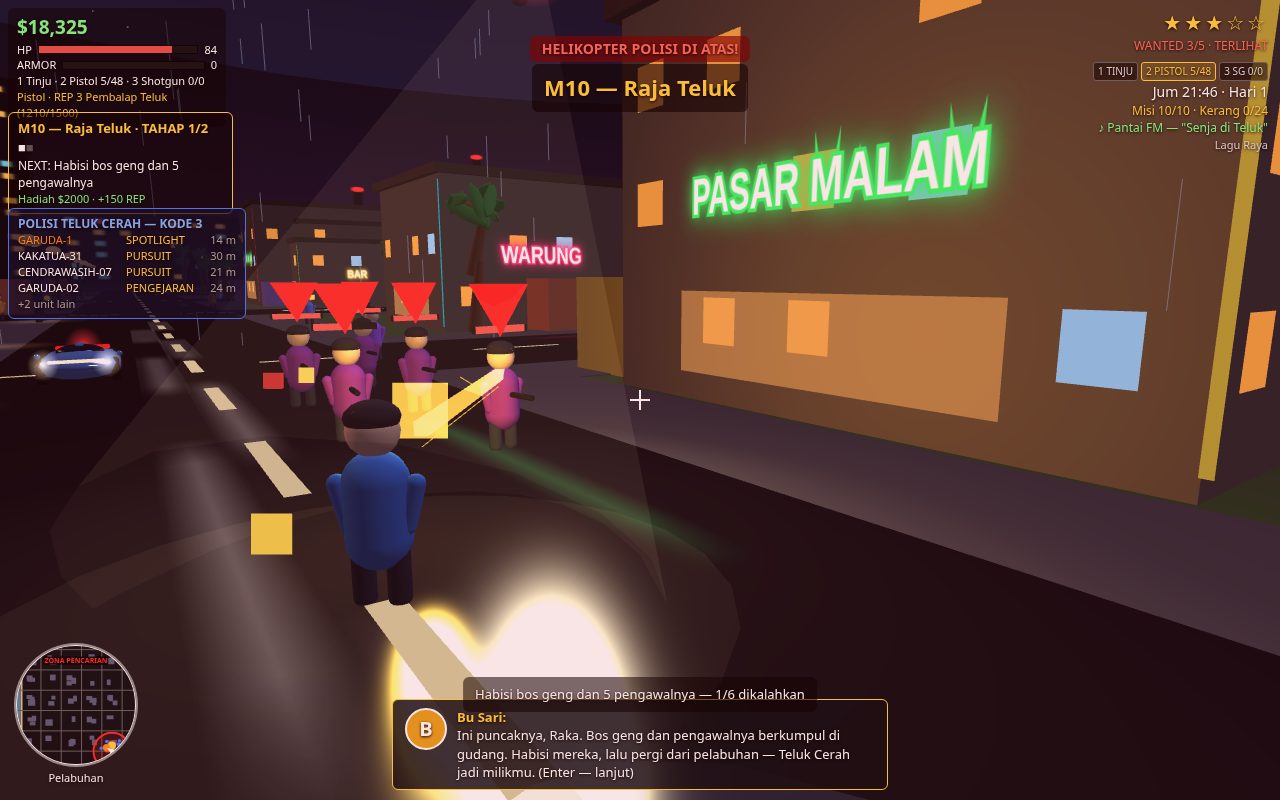 $18,325
HP 84
ARMOR 0
1 Tinju · 2 Pistol 5/48 · 3 Shotgun 0/0
Pistol · REP 3 Pembalap Teluk
(1210/1500)
M10 — Raja Teluk · TAHAP 1/2
NEXT: Habisi bos geng dan 5
pengawalnya
Hadiah $2000 · +150 REP
POLISI TELUK CERAH — KODE 3
GARUDA-1 SPOTLIGHT 14 m
KAKATUA-31 PURSUIT 30 m
CENDRAWASIH-07 PURSUIT 21 m
GARUDA-02 PENGEJARAN 24 m
+2 unit lain
HELIKOPTER POLISI DI ATAS!
M10 — Raja Teluk
★★★☆☆
WANTED 3/5 · TERLIHAT
1 TINJU 2 PISTOL 5/48 3 SG 0/0
Jum 21:46 · Hari 1
Misi 10/10 · Kerang 0/24
♪ Pantai FM — "Senja di Teluk"
Lagu Raya
PASAR MALAM
WARUNG
BAR
ZONA PENCARIAN
Pelabuhan
Habisi bos geng dan 5 pengawalnya — 1/6 dikalahkan
B
Bu Sari:
Ini puncaknya, Raka. Bos geng dan pengawalnya berkumpul di
gudang. Habisi mereka, lalu pergi dari pelabuhan — Teluk Cerah
jadi milikmu. (Enter — lanjut)